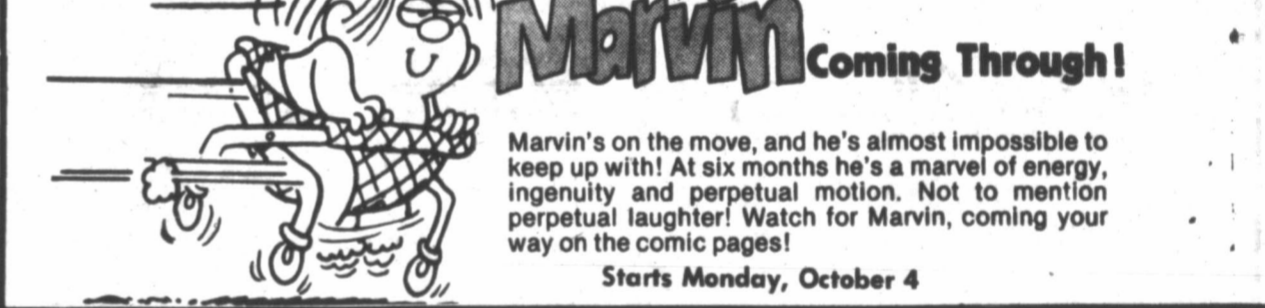 Marvin Coming Through!
Marvin's on the move, and he's almost impossible to
keep up with! At six months he's a marvel of energy,
ingenuity and perpetual motion. Not to mention
perpetual laughter! Watch for Marvin, coming your
way on the comic pages!
Starts Monday, October 4